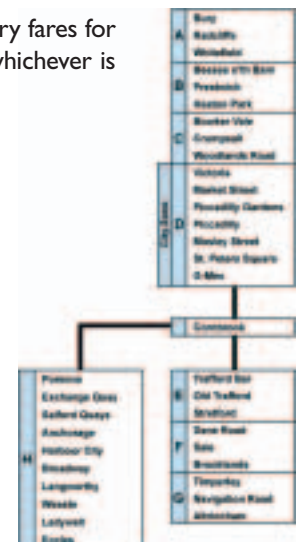 ry fares for
whichever is
A
Bury
Radcliffe
Whitefield
B
Besses o'th Barn
Prestwich
Heaton Park
C
Bowker Vale
Crumpsall
Woodlands Road
City Zone
D
Victoria
Market Street
Piccadilly Gardens
Piccadilly
Mosley Street
St. Peters Square
G-Mex
Cornbrook
E
Trafford Bar
Old Trafford
Stretford
F
Dane Road
Sale
Brooklands
G
Timperley
Navigation Road
Altrincham
H
Pomona
Exchange Quay
Salford Quays
Anchorage
Harbour City
Broadway
Langworthy
Weaste
Ladywell
Eccles